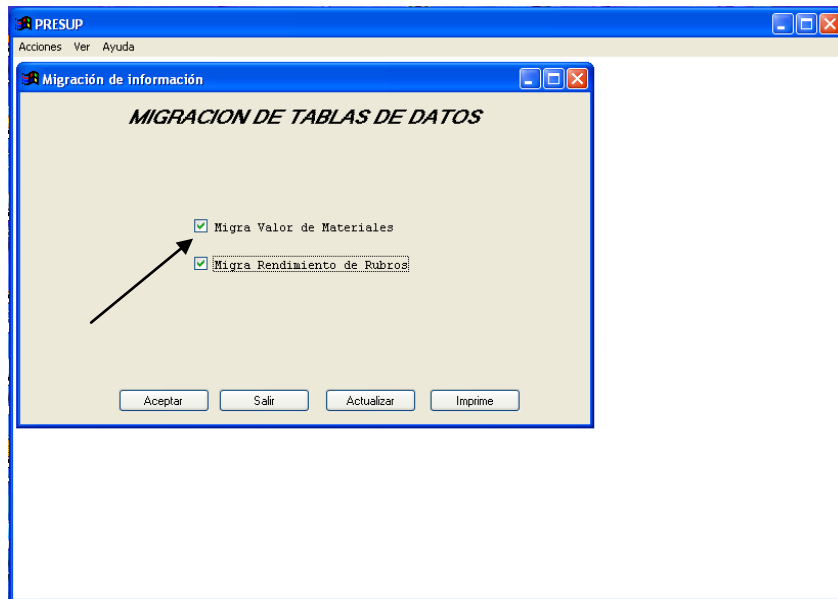 PRESUP
Acciones Ver Ayuda
Migración de información
MIGRACION DE TABLAS DE DATOS
Migra Valor de Materiales
Migra Rendimiento de Rubros
Aceptar Salir Actualizar Imprime